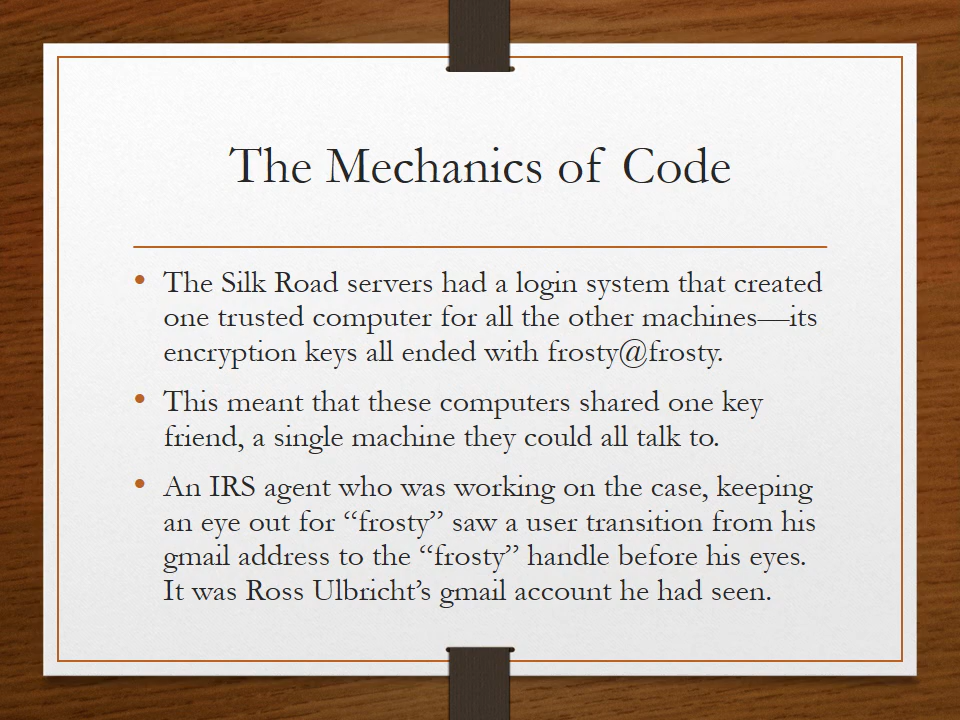 The Mechanics of Code
• The Silk Road servers had a login system that created
one trusted computer for all the other machines—its
encryption keys all ended with frosty@frosty.
• This meant that these computers shared one key
friend, a single machine they could all talk to.
• An IRS agent who was working on the case, keeping
an eye out for “frosty” saw a user transition from his
gmail address to the “frosty” handle before his eyes.
It was Ross Ulbricht’s gmail account he had seen.